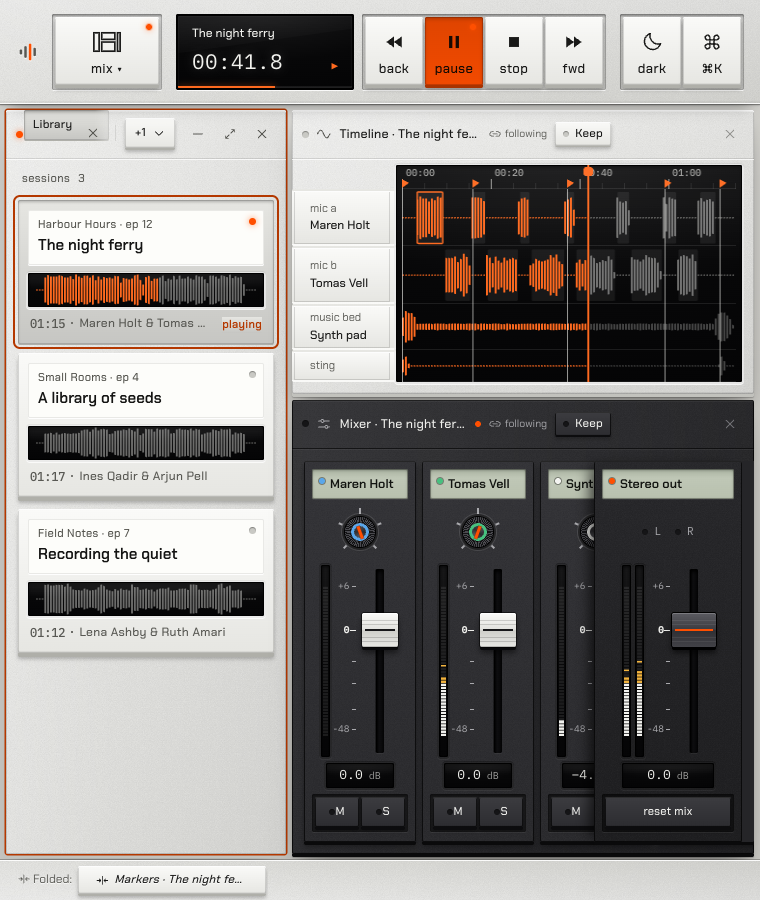 mix
The night ferry
00:41.8
back
pause
stop
fwd
dark
⌘K
Library
+1
sessions 3
Harbour Hours · ep 12
The night ferry
01:15 · Maren Holt & Tomas ...
playing
Small Rooms · ep 4
A library of seeds
01:17 · Ines Qadir & Arjun Pell
Field Notes · ep 7
Recording the quiet
01:12 · Lena Ashby & Ruth Amari
Timeline · The night fe...
following
Keep
00:00
00:20
:40
01:00
mic a
Maren Holt
mic b
Tomas Vell
music bed
Synth pad
sting
Mixer · The night fer...
following
Keep
Maren Holt
Tomas Vell
Synt
Stereo out
L R
+6
0
-48
+6
0
-48
+6
0
-48
+6
0
-48
0.0 dB
0.0 dB
-4.
0.0 dB
M S
M S
M
reset mix
Folded:
Markers · The night fe...